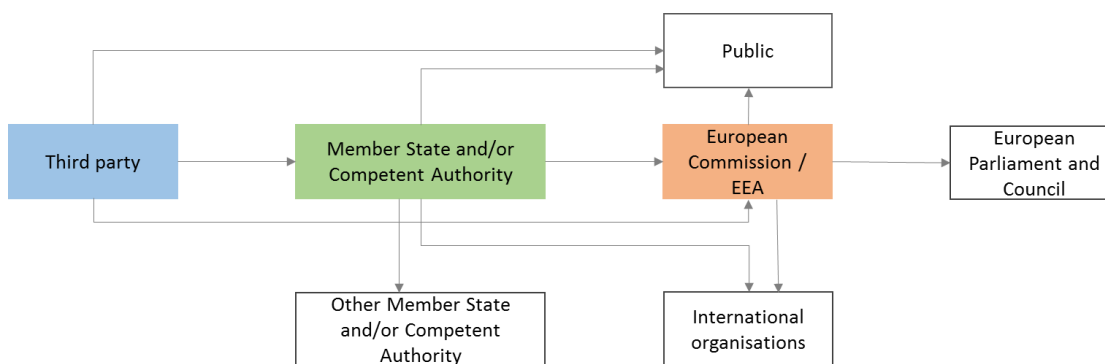 Public
Third party
Member State and/or
Competent Authority
European
Commission /
EEA
European
Parliament and
Council
Other Member State
and/or Competent
Authority
International
organisations